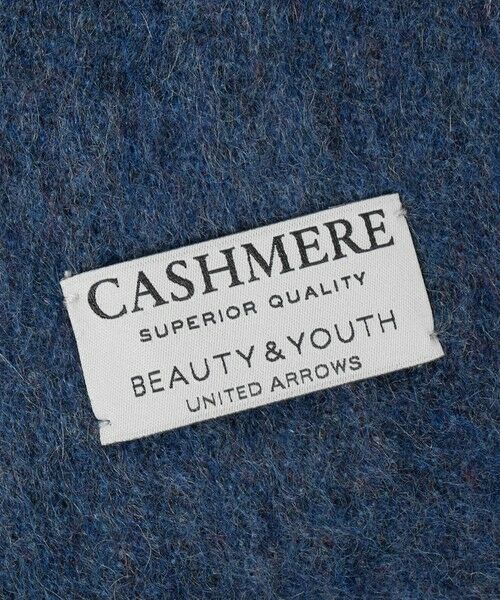 CASHMERE
SUPERIOR QUALITY
BEAUTY&YOUTH
UNITED ARROWS